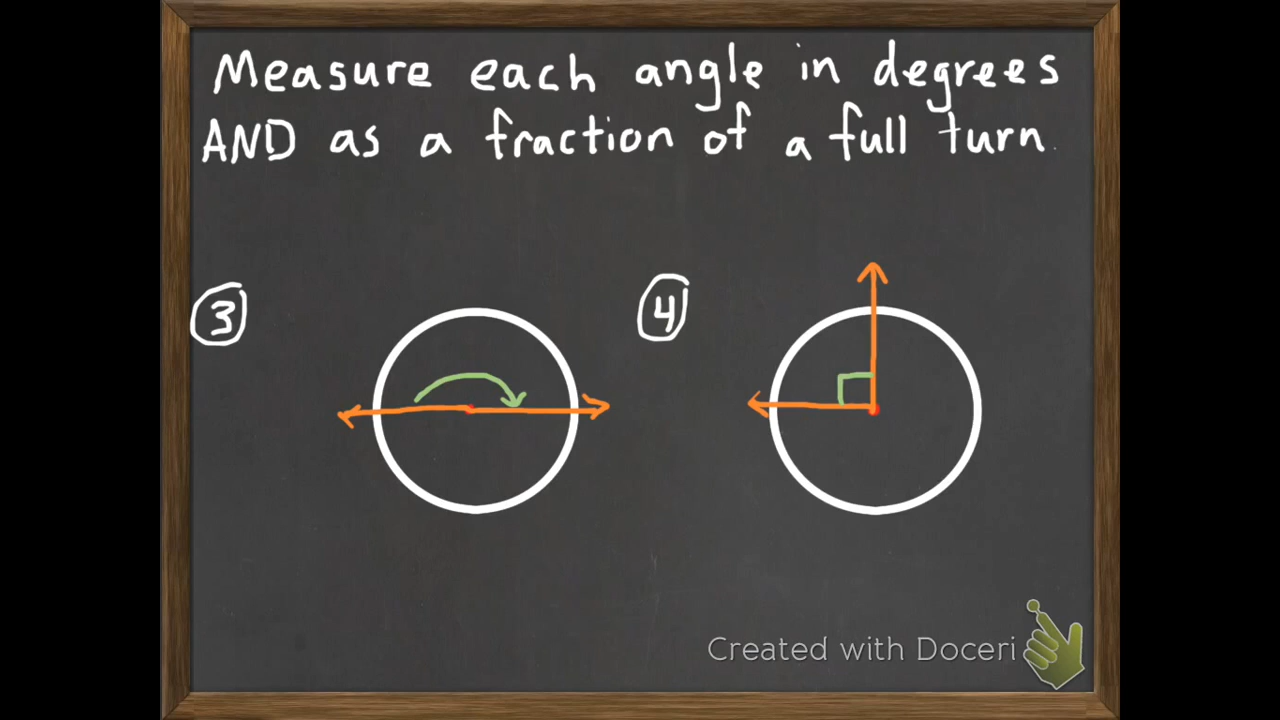 Measure each angle in degrees
AND as a fraction of a full turn.
3
4
Created with Doceri